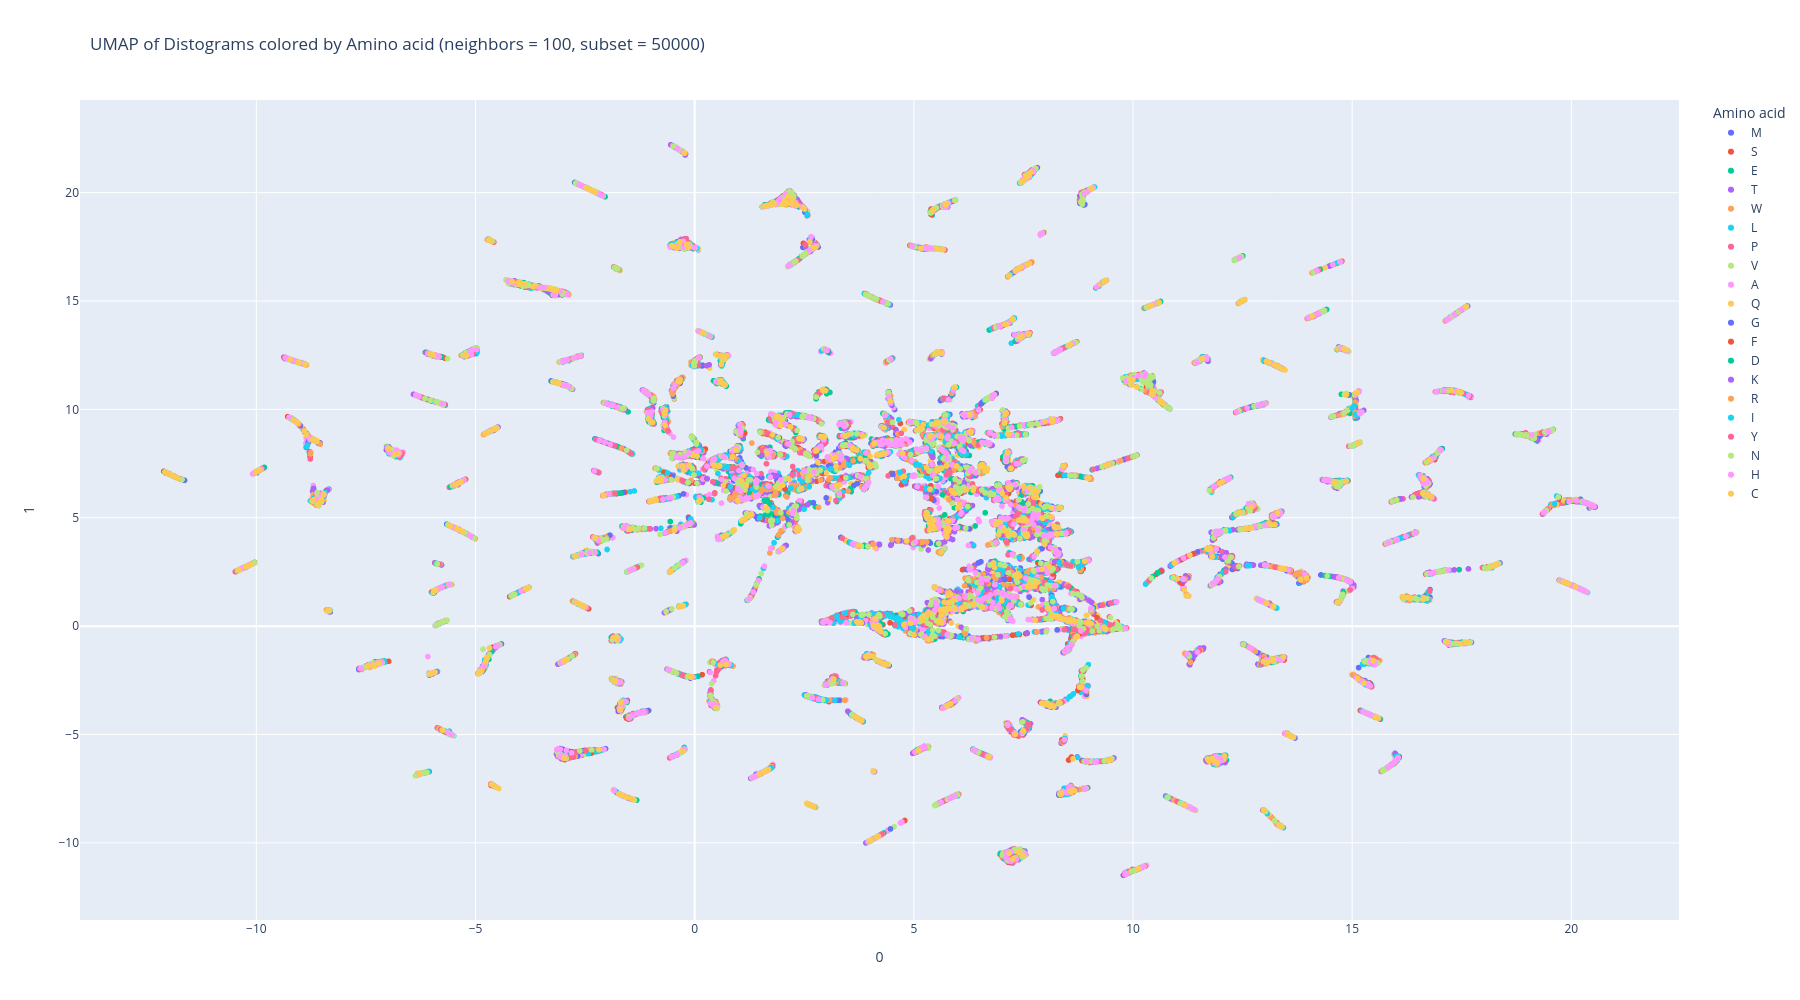 UMAP of Distograms colored by Amino acid (neighbors = 100, subset = 50000)
Amino acid
M
S
E
T
W
L
P
V
A
Q
G
F
D
K
R
I
Y
N
H
C
20
15
10
5
0
−5
−10
1
−10
−5
0
5
10
15
20
0